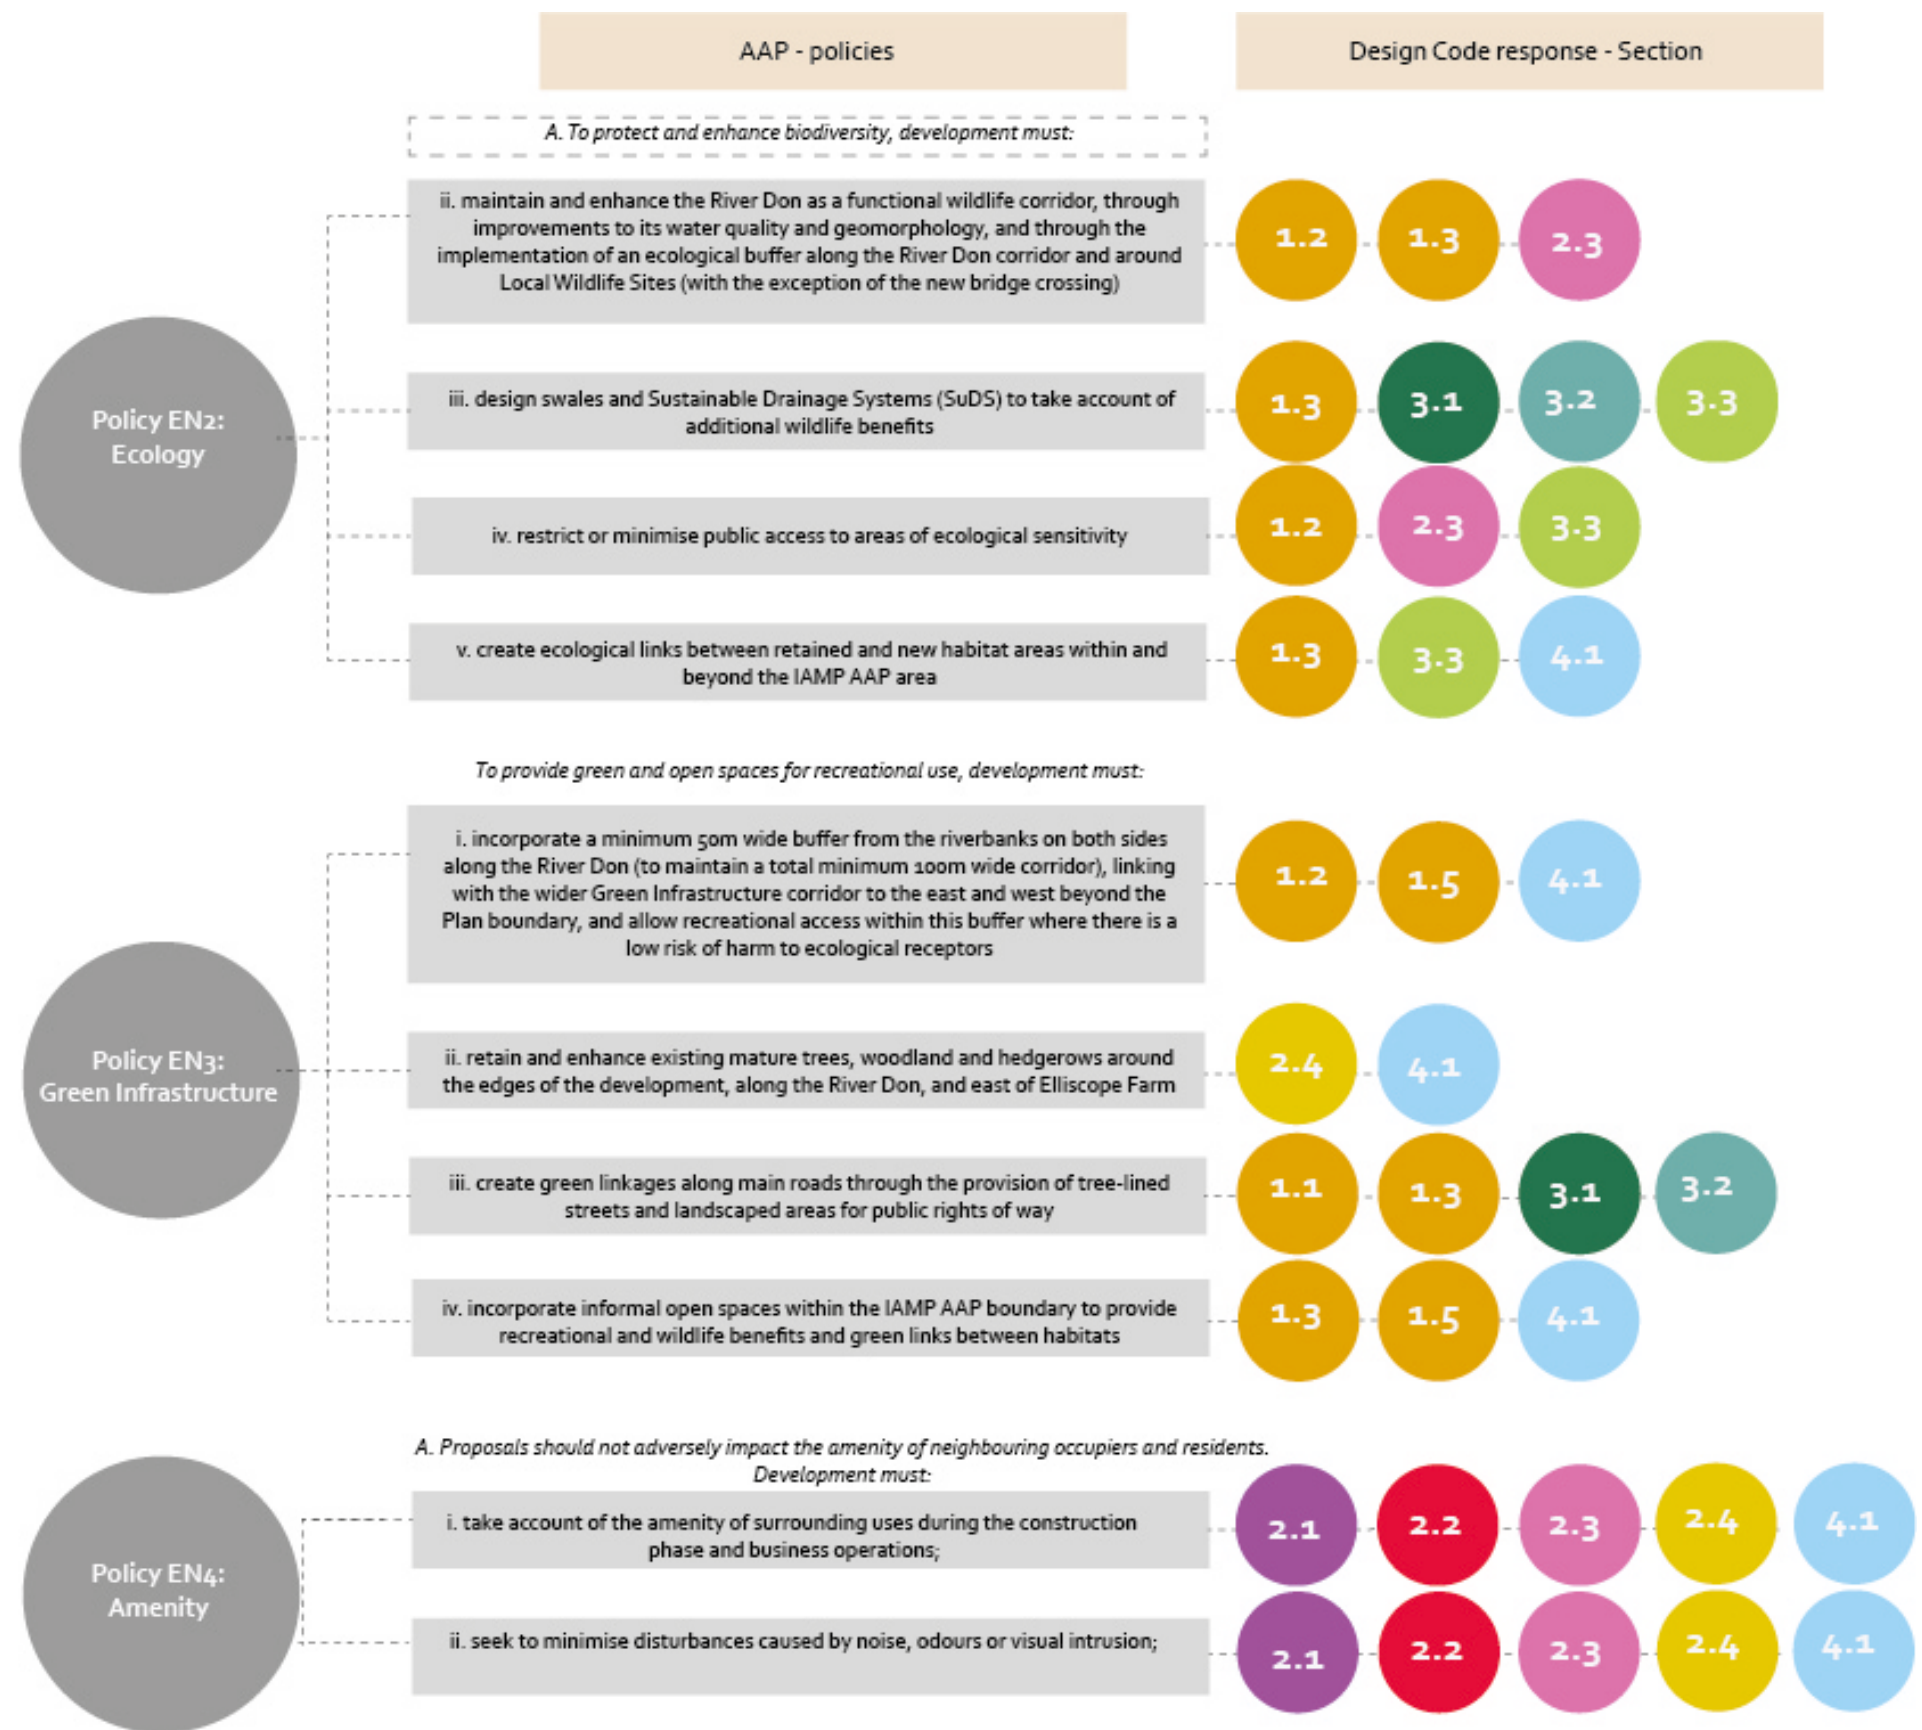 AAP - policies
Design Code response - Section
A. To protect and enhance biodiversity, development must:
Policy EN2:
Ecology
ii. maintain and enhance the River Don as a functional wildlife corridor, through
improvements to its water quality and geomorphology, and through the
implementation of an ecological buffer along the River Don corridor and around
Local Wildlife Sites (with the exception of the new bridge crossing)
1.2 1.3 2.3
iii. design swales and Sustainable Drainage Systems (SuDS) to take account of
additional wildlife benefits
1.3 3.1 3.2 3.3
iv. restrict or minimise public access to areas of ecological sensitivity
1.2 2.3 3.3
v. create ecological links between retained and new habitat areas within and
beyond the IAMP AAP area
1.3 3.3 4.1
To provide green and open spaces for recreational use, development must:
Policy EN3:
Green Infrastructure
i. incorporate a minimum 50m wide buffer from the riverbanks on both sides
along the River Don (to maintain a total minimum 100m wide corridor), linking
with the wider Green Infrastructure corridor to the east and west beyond the
Plan boundary, and allow recreational access within this buffer where there is a
low risk of harm to ecological receptors
1.2 1.5 4.1
ii. retain and enhance existing mature trees, woodland and hedgerows around
the edges of the development, along the River Don, and east of Elliscope Farm
2.4 4.1
iii. create green linkages along main roads through the provision of tree-lined
streets and landscaped areas for public rights of way
1.1 1.3 3.1 3.2
iv. incorporate informal open spaces within the IAMP AAP boundary to provide
recreational and wildlife benefits and green links between habitats
1.3 1.5 4.1
A. Proposals should not adversely impact the amenity of neighbouring occupiers and residents.
Development must:
Policy EN4:
Amenity
i. take account of the amenity of surrounding uses during the construction
phase and business operations;
2.1 2.2 2.3 2.4 4.1
ii. seek to minimise disturbances caused by noise, odours or visual intrusion;
2.1 2.2 2.3 2.4 4.1